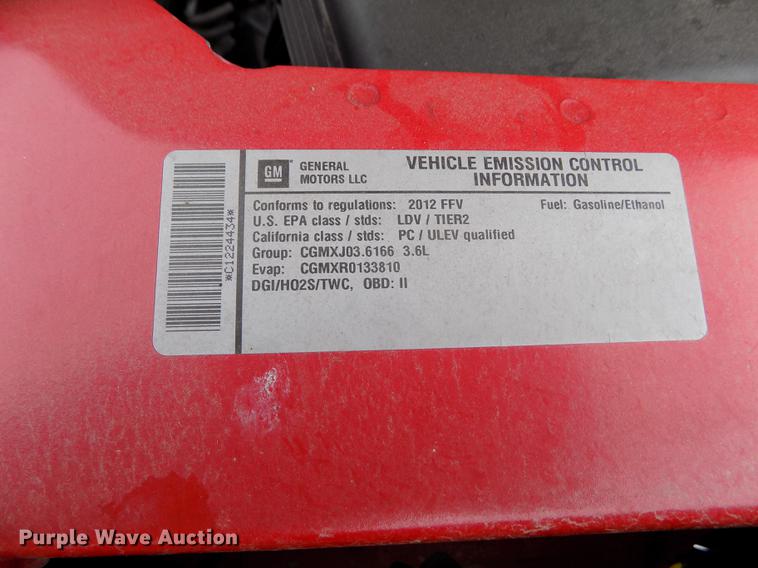 GM GENERAL MOTORS LLC
VEHICLE EMISSION CONTROL
INFORMATION
Conforms to regulations: 2012 FFV Fuel: Gasoline/Ethanol
U.S. EPA class / stds: LDV / TIER2
California class / stds: PC / ULEV qualified
Group: CGMXJ03.6166 3.6L
Evap: CGMXR0133810
DGI/HO2S/TWC, OBD: II
*C1224434*
Purple Wave Auction